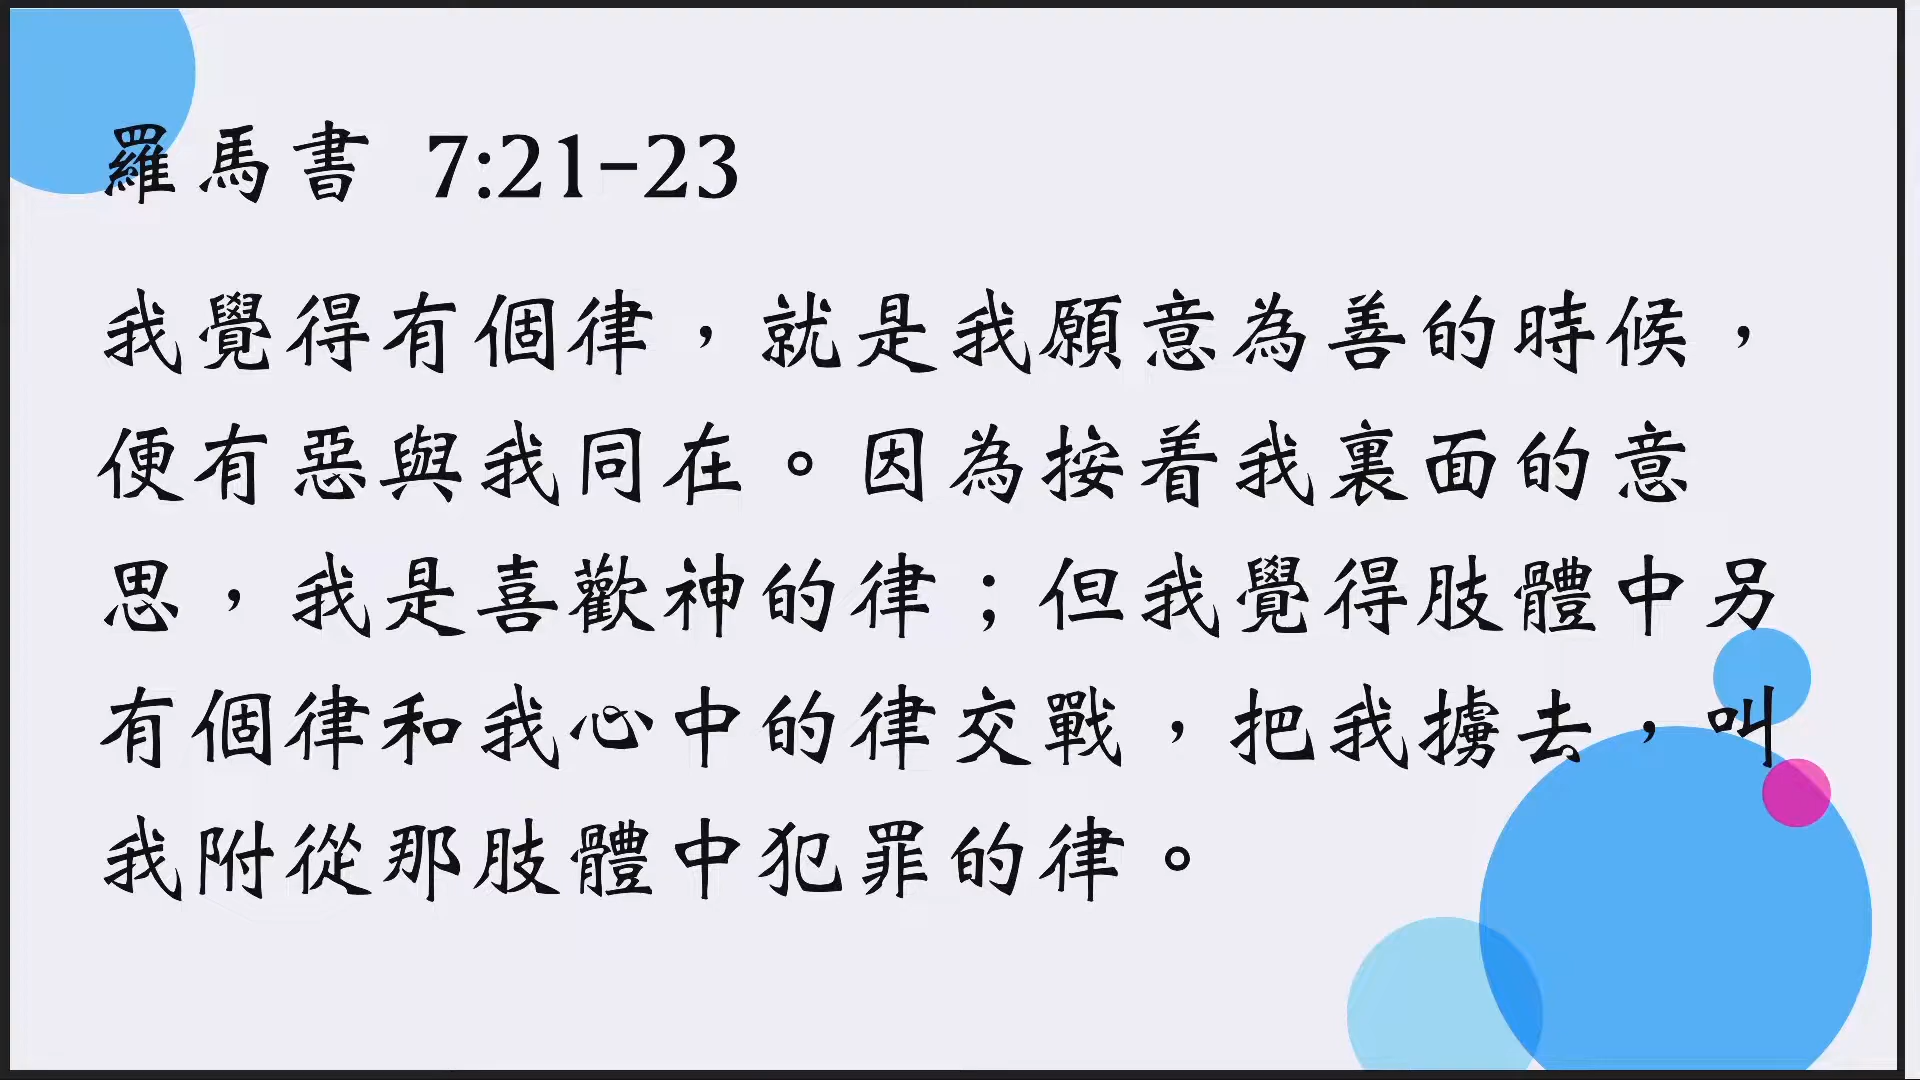 羅馬書 7:21-23
我覺得有個律，就是我願意為善的時候，
便有惡與我同在。因為按着我裏面的意
思，我是喜歡神的律；但我覺得肢體中另
有個律和我心中的律交戰，把我擄去，叫
我附從那肢體中犯罪的律。